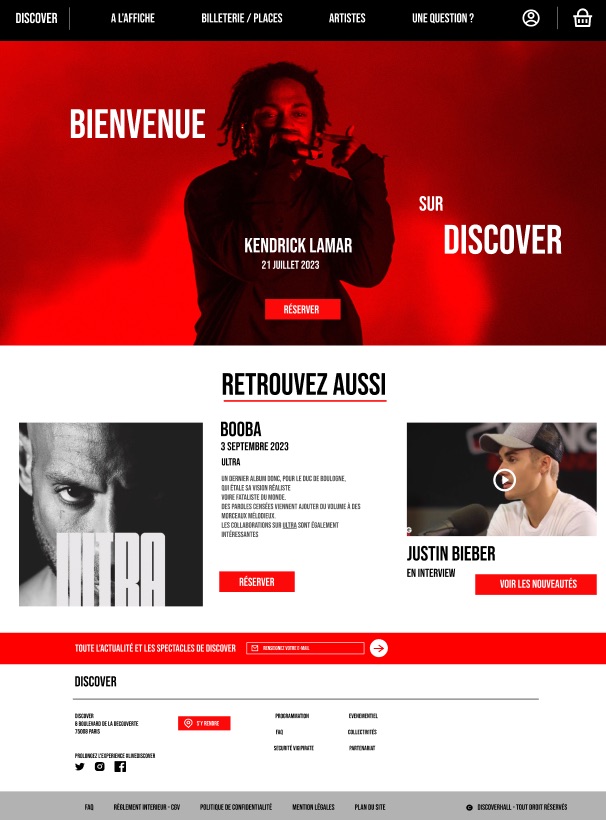 DISCOVER
A L'AFFICHE
BILLETERIE / PLACES
ARTISTES
UNE QUESTION ?
BIENVENUE
SUR
DISCOVER
KENDRICK LAMAR
21 JUILLET 2023
RÉSERVER
RETROUVEZ AUSSI
BOOBA
3 SEPTEMBRE 2023
ULTRA
UN DERNIER ALBUM DONC, POUR LE DUC DE BOULOGNE,
QUI ÉTALE SA VISION RÉALISTE
VOIRE FATALISTE DU MONDE.
DES PAROLES CENSÉES VIENNENT AJOUTER DU VOLUME À DES
MORCEAUX MÉLODIEUX.
LES COLLABORATIONS SUR ULTRA SONT ÉGALEMENT
INTÉRESSANTES
RÉSERVER
ULTRA
JUSTIN BIEBER
EN INTERVIEW
VOIR LES NOUVEAUTÉS
TOUTE L'ACTUALITÉ ET LES SPECTACLES DE DISCOVER
RENSEIGNEZ VOTRE E-MAIL
DISCOVER
DISCOVER
8 BOULEVARD DE LA DECOUVERTE
75008 PARIS
S'Y RENDRE
PROGRAMMATION
FAQ
SÉCURITÉ VIGIPIRATE
EVENEMENTIEL
COLLECTIVITÉS
PARTENARIAT
PROLONGEZ L'EXPERIENCE #LIVEDISCOVER
FAQ
RÈGLEMENT INTERIEUR - CGV
POLITIQUE DE CONFIDENTIALITÉ
MENTION LÉGALES
PLAN DU SITE
© DISCOVERHALL - TOUT DROIT RÉSERVÉS